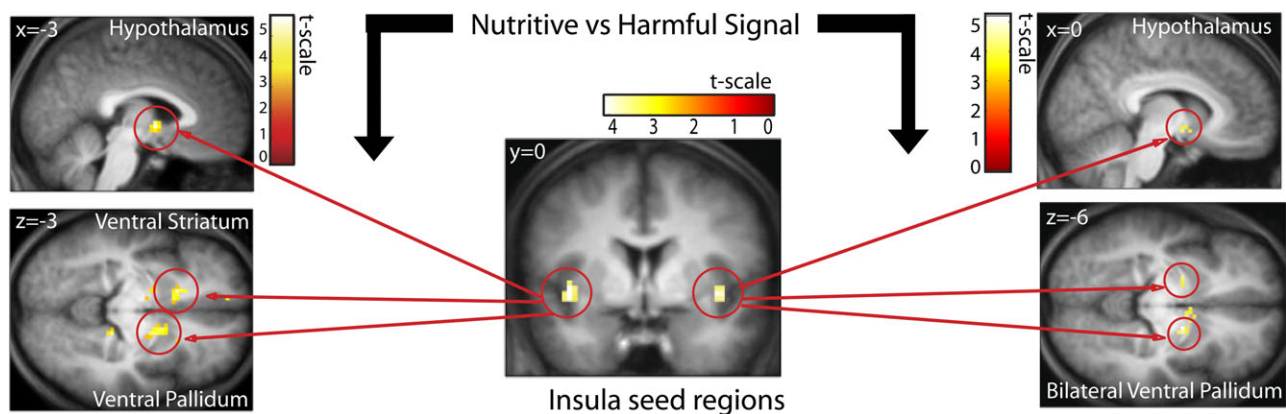 x=-3
Hypothalamus
5
4
3
2
1
0
t-scale
Nutritive vs Harmful Signal
t-scale
4 3 2 1 0
y=0
Insula seed regions
z=-3
Ventral Striatum
Ventral Pallidum
5
4
3
2
1
0
t-scale
x=0
Hypothalamus
z=-6
Bilateral Ventral Pallidum